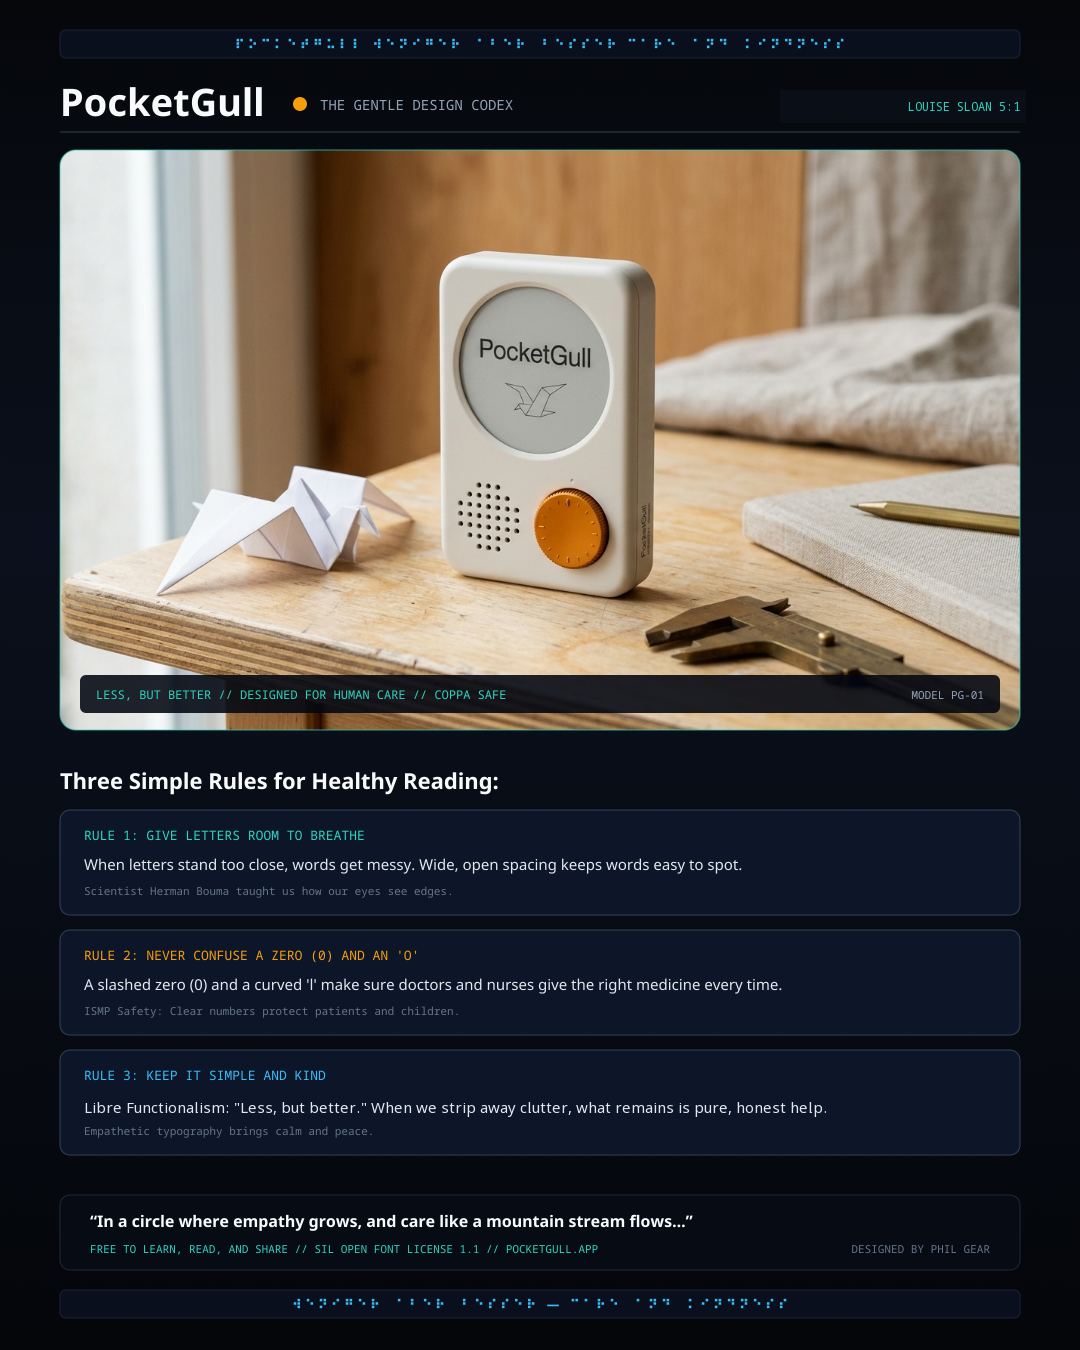 ⠏⠕⠉⠅⠑⠞⠛⠥⠇⠇ ⠺⠑⠝⠊⠛⠑⠗ ⠁⠃⠑⠗ ⠃⠑⠎⠎⠑⠗ ⠉⠁⠗⠑ ⠁⠝⠙ ⠅⠊⠝⠙⠝⠑⠎⠎
PocketGull
THE GENTLE DESIGN CODEX
LOUISE SLOAN 5:1
PocketGull
PocketGull
LESS, BUT BETTER // DESIGNED FOR HUMAN CARE // COPPA SAFE
MODEL PG-01
Three Simple Rules for Healthy Reading:
RULE 1: GIVE LETTERS ROOM TO BREATHE
When letters stand too close, words get messy. Wide, open spacing keeps words easy to spot.
Scientist Herman Bouma taught us how our eyes see edges.
RULE 2: NEVER CONFUSE A ZERO (0) AND AN 'O'
A slashed zero (0) and a curved 'l' make sure doctors and nurses give the right medicine every time.
ISMP Safety: Clear numbers protect patients and children.
RULE 3: KEEP IT SIMPLE AND KIND
Libre Functionalism: "Less, but better." When we strip away clutter, what remains is pure, honest help.
Empathetic typography brings calm and peace.
“In a circle where empathy grows, and care like a mountain stream flows...”
FREE TO LEARN, READ, AND SHARE // SIL OPEN FONT LICENSE 1.1 // POCKETGULL.APP
DESIGNED BY PHIL GEAR
⠺⠑⠝⠊⠛⠑⠗ ⠁⠃⠑⠗ ⠃⠑⠎⠎⠑⠗ — ⠉⠁⠗⠑ ⠁⠝⠙ ⠅⠊⠝⠙⠝⠑⠎⠎